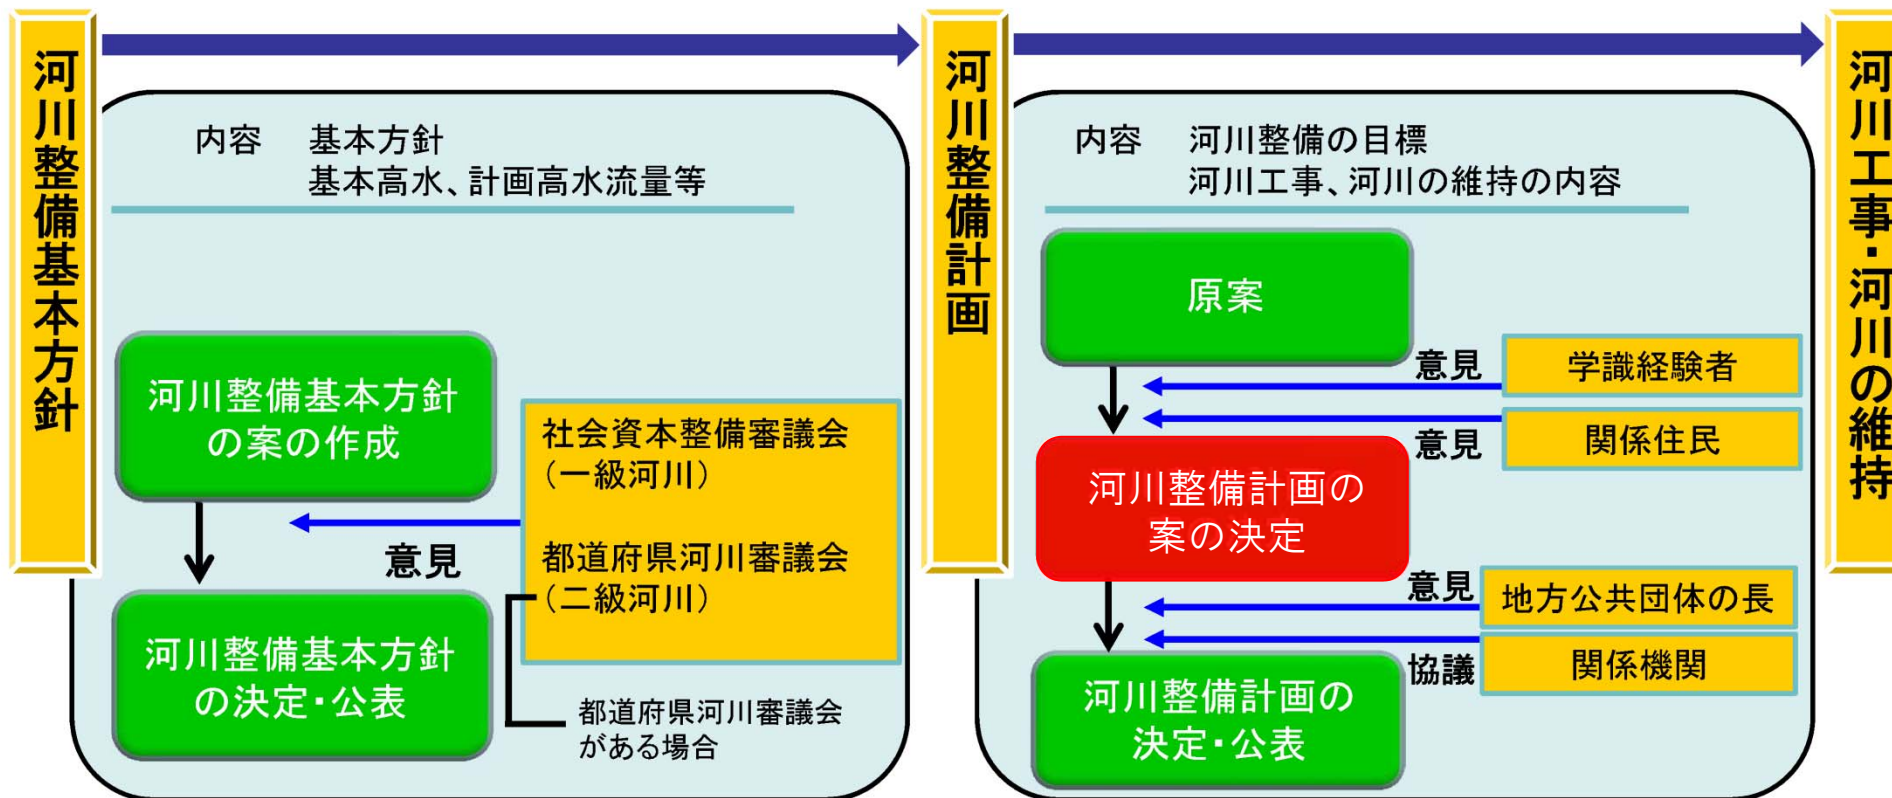 河川整備基本方針
内容 基本方針
基本高水、計画高水流量等
河川整備基本方針
の案の作成
社会資本整備審議会
（一級河川）
都道府県河川審議会
（二級河川）
意見
河川整備基本方針
の決定・公表
都道府県河川審議会
がある場合
河川整備計画
内容 河川整備の目標
河川工事、河川の維持の内容
原案
意見
学識経験者
意見
関係住民
河川整備計画の
案の決定
意見
地方公共団体の長
協議
関係機関
河川整備計画の
決定・公表
河川工事・河川の維持